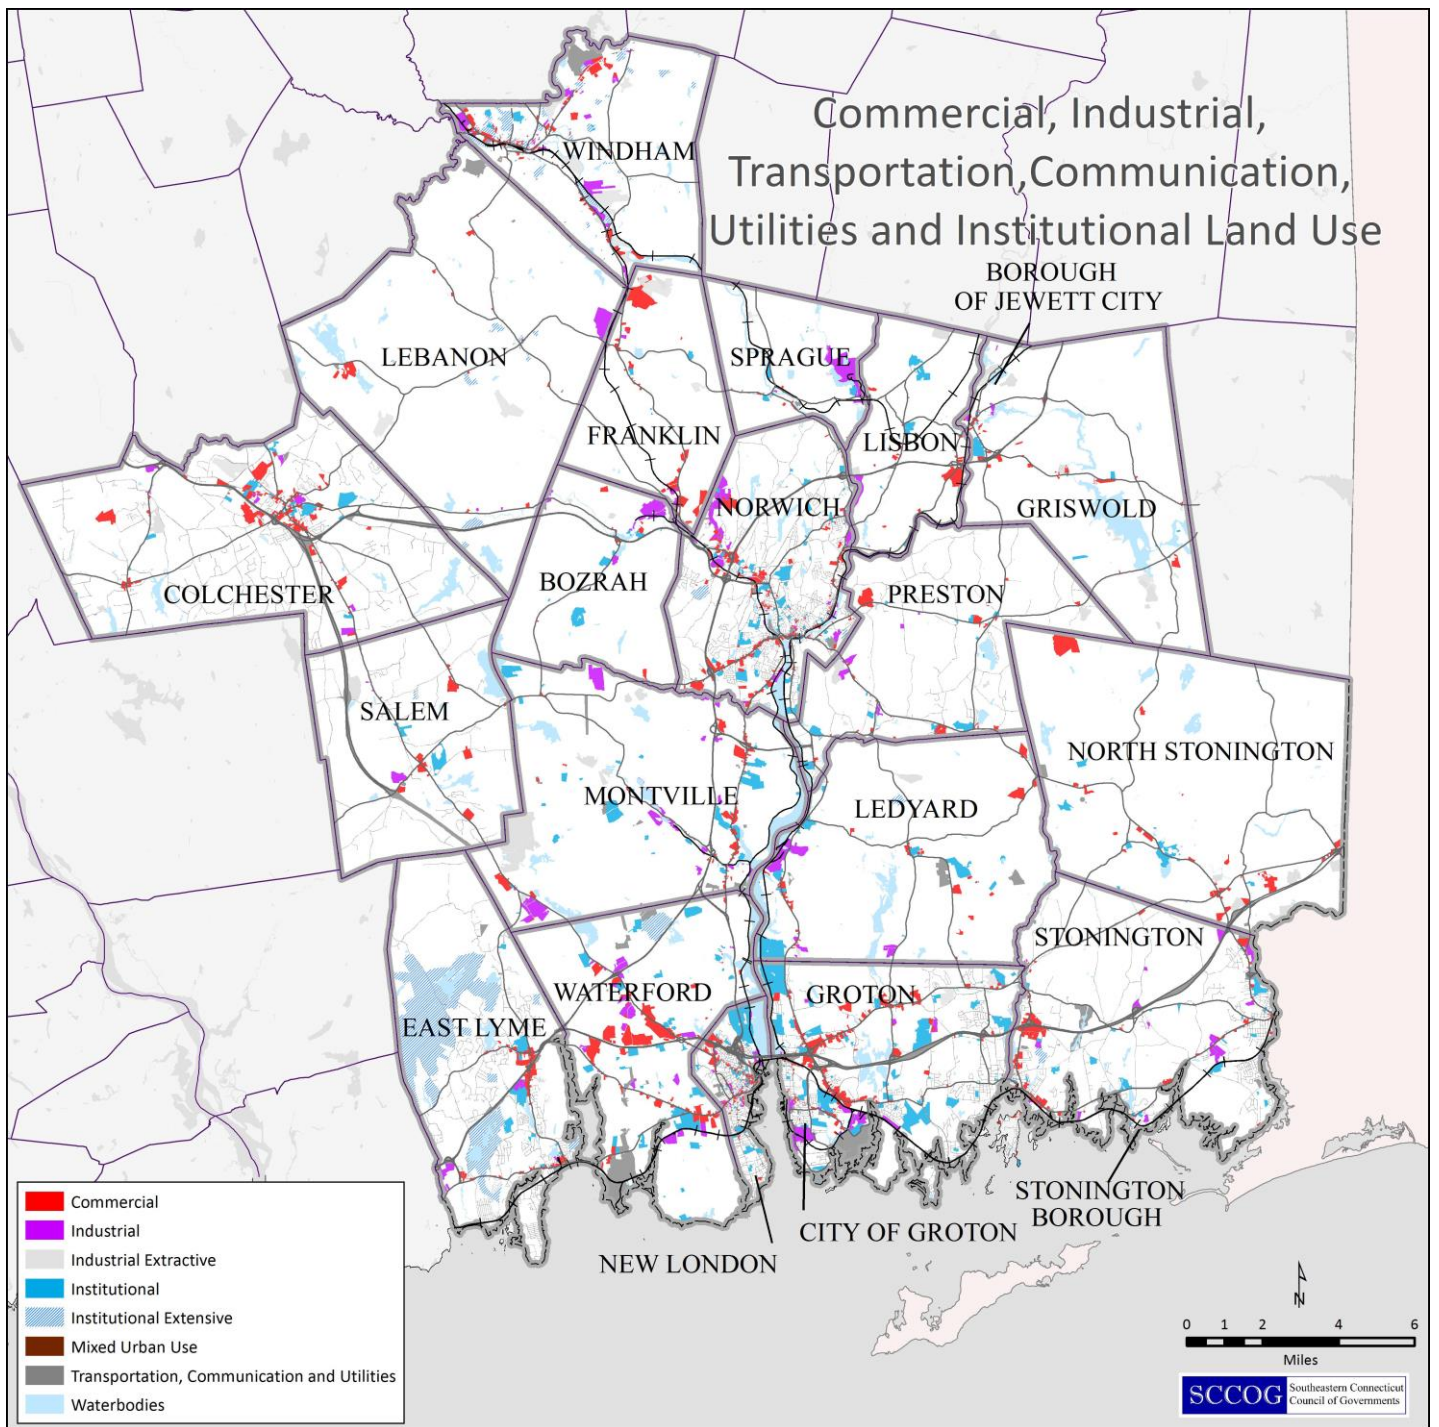 Commercial, Industrial,
Transportation,Communication,
Utilities and Institutional Land Use
WINDHAM
BOROUGH
OF JEWETT CITY
LEBANON
SPRAGUE
FRANKLIN
LISBON
NORWICH
GRISWOLD
BOZRAH
COLCHESTER
PRESTON
SALEM
NORTH STONINGTON
MONTVILLE
LEDYARD
STONINGTON
WATERFORD
GROTON
EAST LYME
STONINGTON
BOROUGH
CITY OF GROTON
NEW LONDON
Commercial
Industrial
Industrial Extractive
Institutional
Institutional Extensive
Mixed Urban Use
Transportation, Communication and Utilities
Waterbodies
N
0 1 2 4 6
Miles
SCCOG
Southeastern Connecticut
Council of Governments